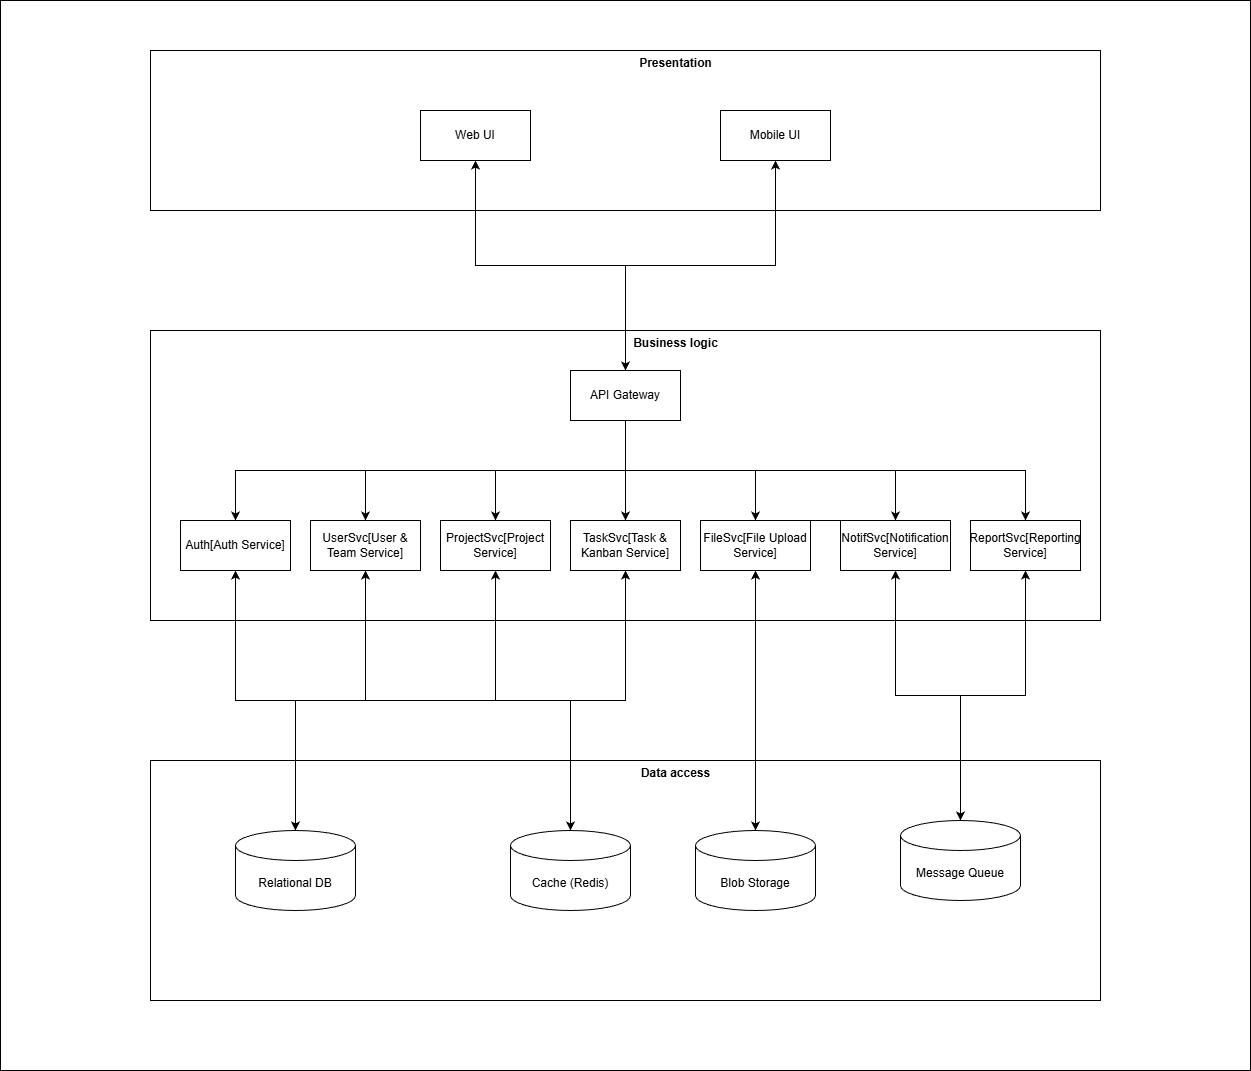 Presentation
Web UI
Mobile UI
Business logic
API Gateway
Auth[Auth Service]
UserSvc[User &
Team Service]
ProjectSvc[Project
Service]
TaskSvc[Task &
Kanban Service]
FileSvc[File Upload
Service]
NotifSvc[Notification
Service]
ReportSvc[Reporting
Service]
Data access
Relational DB
Cache (Redis)
Blob Storage
Message Queue